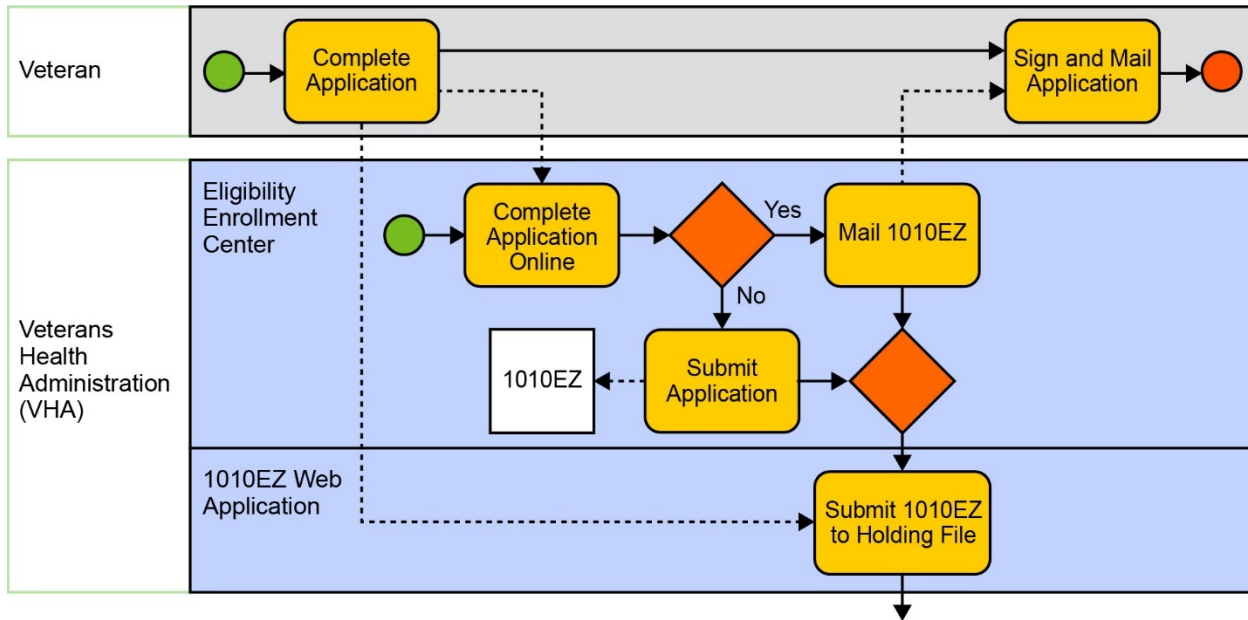 Veteran
Complete
Application
Sign and Mail
Application
Veterans
Health
Administration
(VHA)
Eligibility
Enrollment
Center
Complete
Application
Online
Yes
No
Mail 1010EZ
1010EZ
Submit
Application
1010EZ Web
Application
Submit 1010EZ
to Holding File